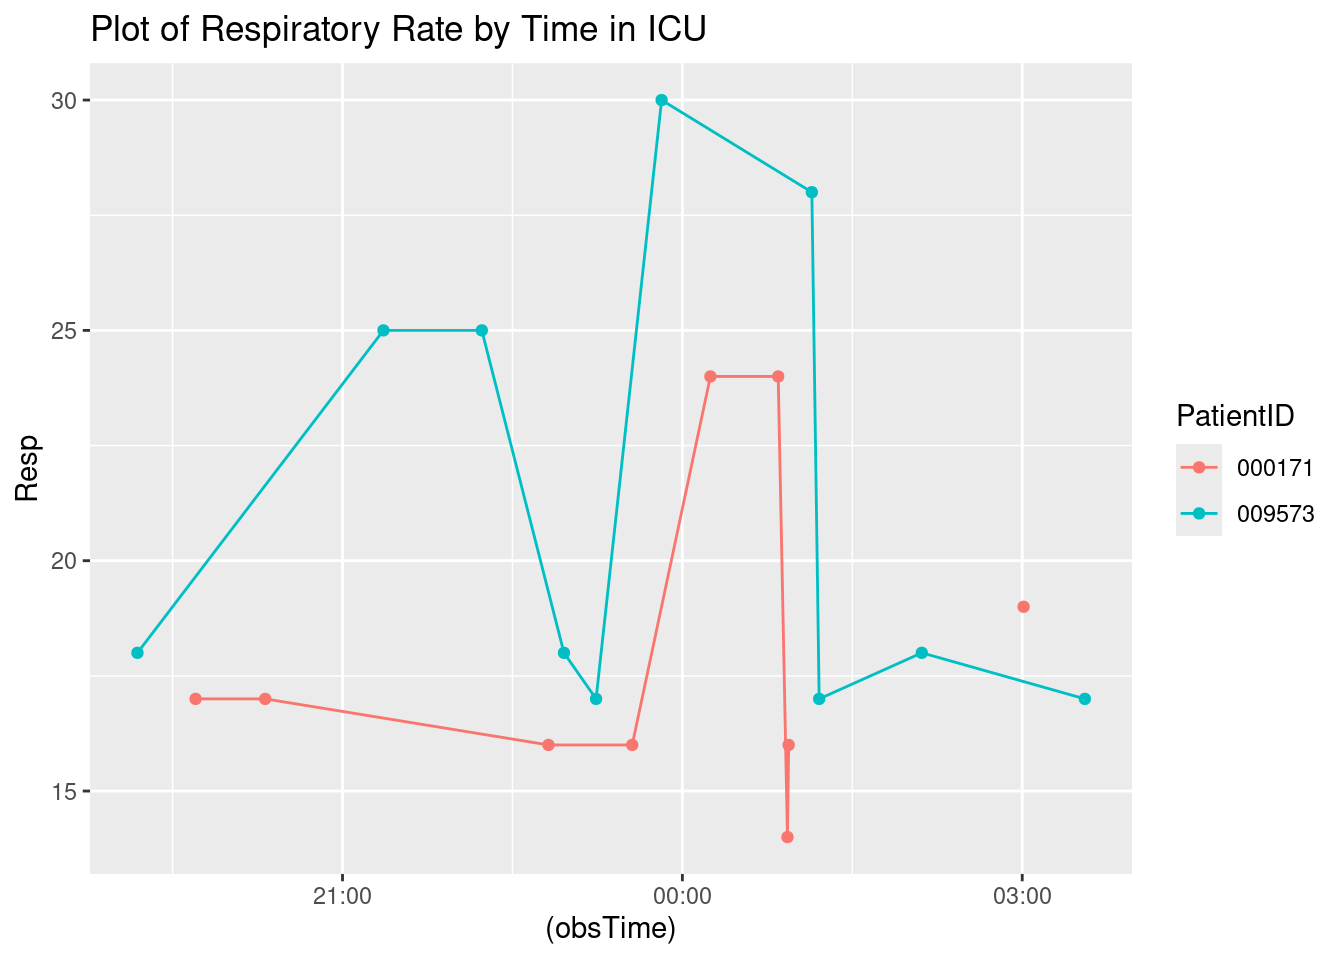 Plot of Respiratory Rate by Time in ICU
30
25
20
15
Resp
21:00
00:00
03:00
(obsTime)
PatientID
000171
009573